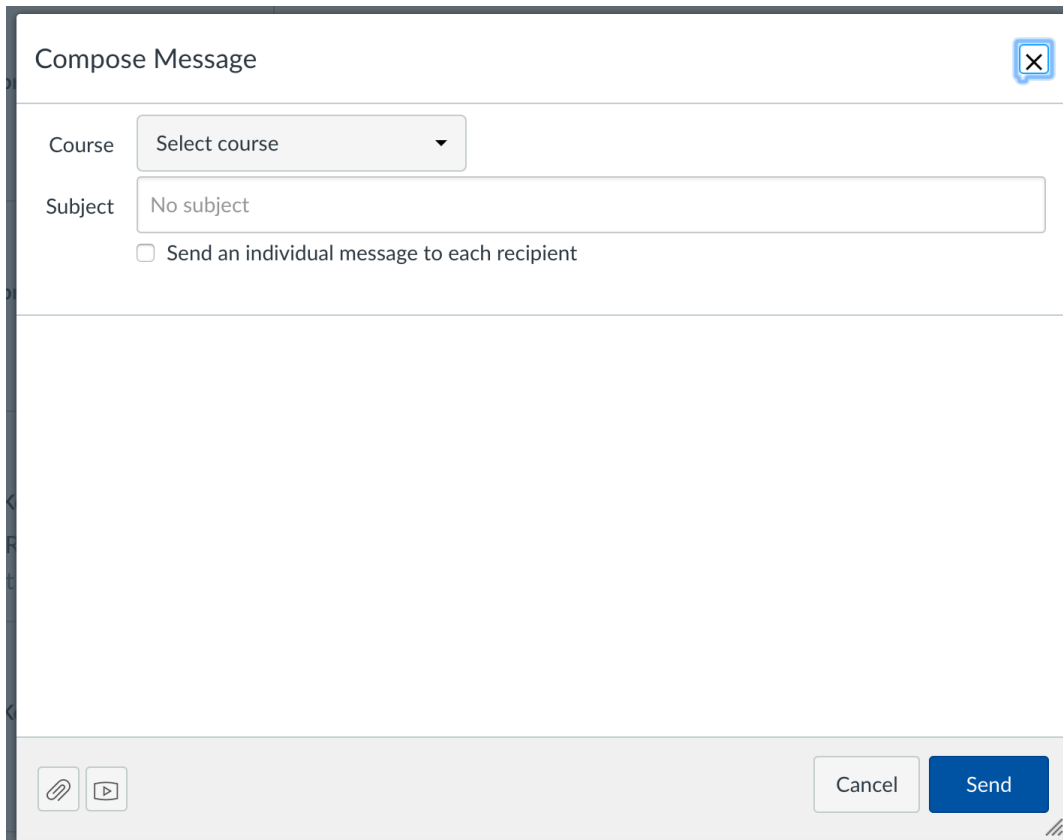 Compose Message
Course Select course
Subject No subject
Send an individual message to each recipient
Cancel Send